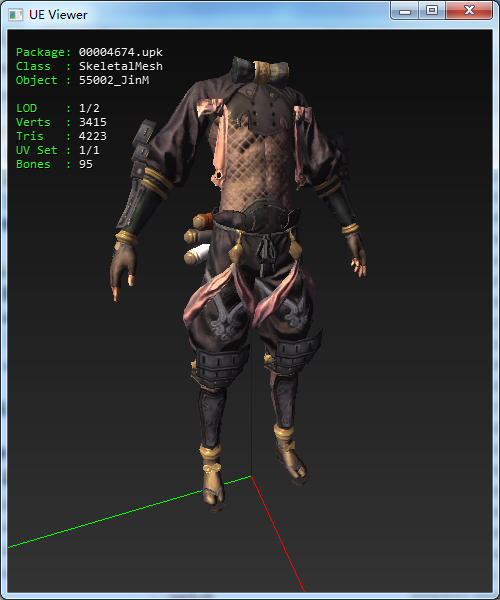 UE Viewer
Package: 00004674.upk
Class : SkeletalMesh
Object : 55002_JinM
LOD : 1/2
Verts : 3415
Tris : 4223
UV Set : 1/1
Bones : 95